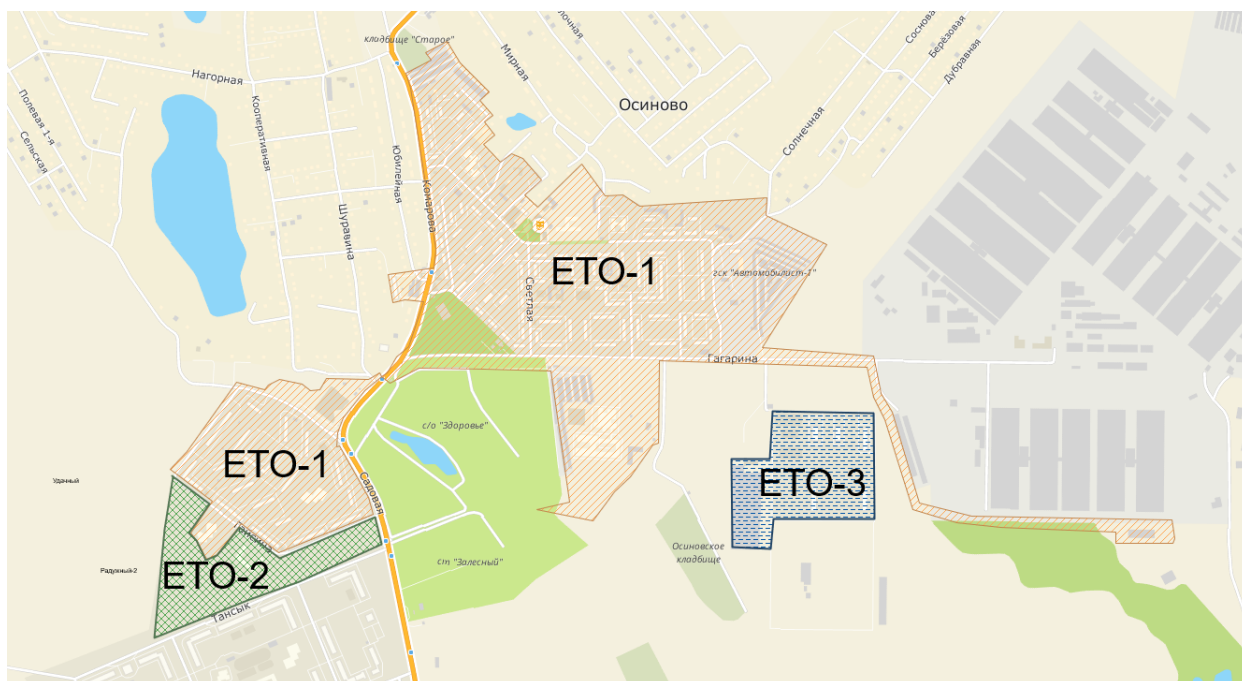 кладбище "Старое"
Мирная
Сосновая
Берёзовая
Дубравная
Нагорная
Полевая 1-я
Сельская
Кооперативная
Осиново
Солнечная
Юбилейная
Комарова
Шуравина
ЕТО-1
гск "Автомобилист-1"
Светлая
Гагарина
с/о "Здоровье"
ЕТО-1
Садовая
Удачный
ЕТО-3
Гайсина
Осиновское
кладбище
ст "Залесный"
Радужный-2
ЕТО-2
Тансык